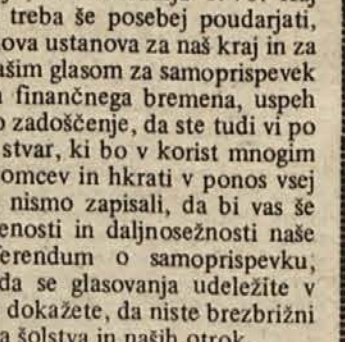 treba še posebej poudarjati,
ova ustanova za naš kraj in za
ašim glasom za samoprispevek
finančnega bremena, uspeh
zadoščenje, da ste tudi vi po
stvar, ki bo v korist mnogim
omcev in hkrati v ponos vsej
nismo zapisali, da bi vas še
enosti in daljnosežnosti naše
erendum o samoprispevku,
da se glasovanja udeležite v
dokažete, da niste brezbrižni
a šolstva in naših otrok